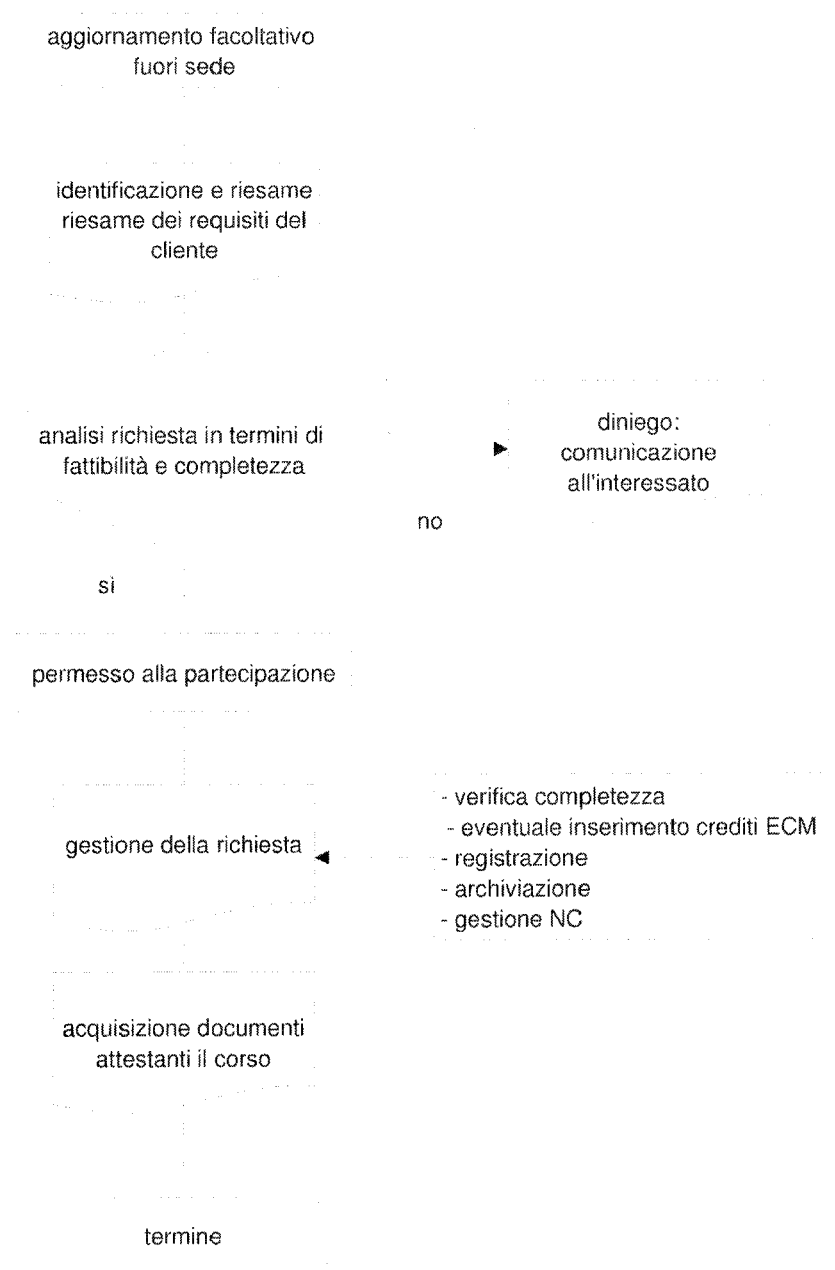 aggiornamento facoltativo
fuori sede
identificazione e riesame
riesame dei requisiti del
cliente
analisi richiesta in termini di
fattibilità e completezza
diniego:
comunicazione
all'interessato
no
sì
permesso alla partecipazione
gestione della richiesta
- verifica completezza
- eventuale inserimento crediti ECM
- registrazione
- archiviazione
- gestione NC
acquisizione documenti
attestanti il corso
termine